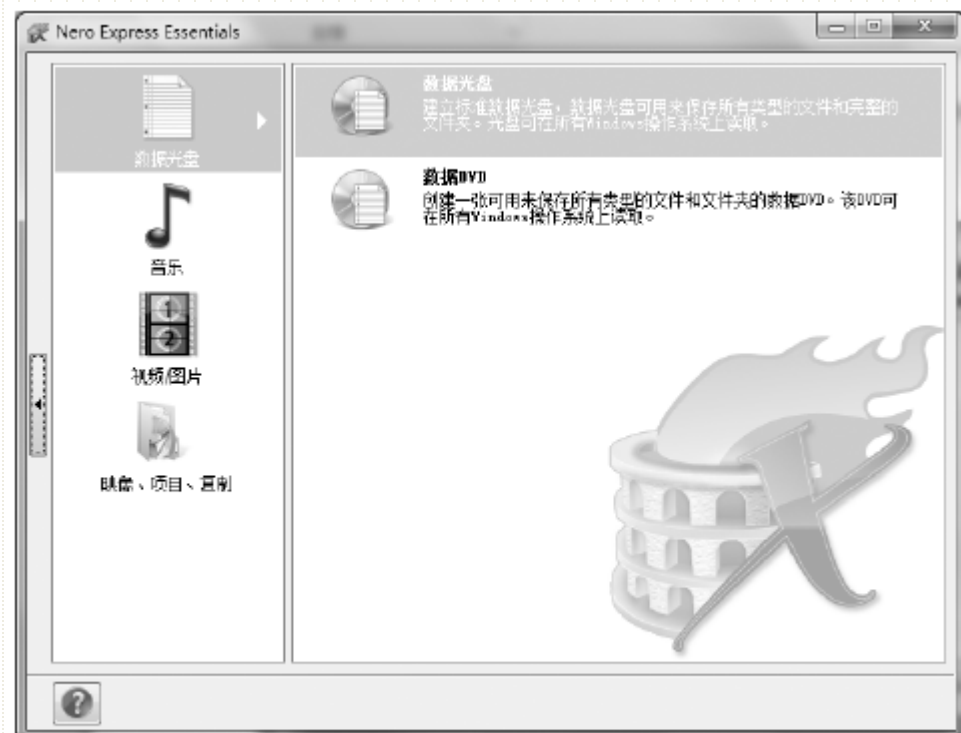 Nero Express Essentials
数据光盘
音乐
视频/图片
映像、项目、复制
数据光盘
建立标准数据光盘，数据光盘可用来保存所有类型的文件和完整的
文件夹。光盘可在所有Windows操作系统上读取。
数据DVD
创建一张可用来保存所有类型的文件和文件夹的数据DVD。该DVD可
在所有Windows操作系统上读取。
1
2
?